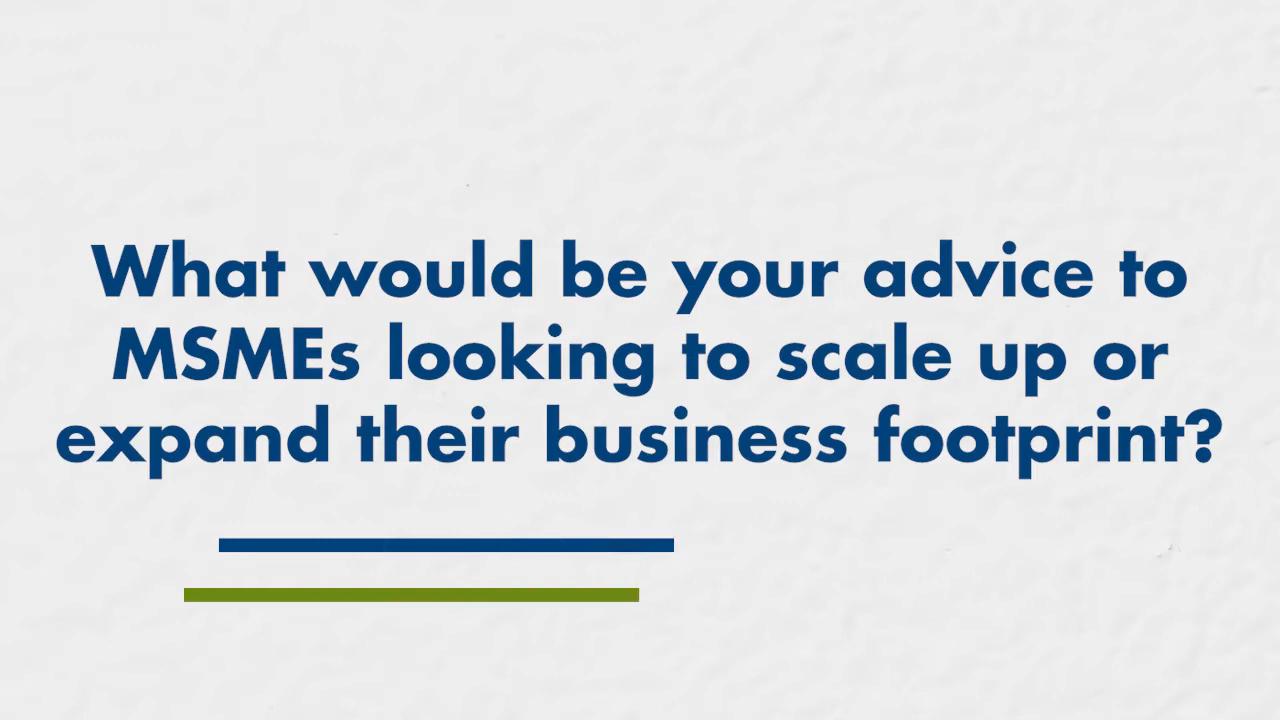 What would be your advice to
MSMEs looking to scale up or
expand their business footprint?